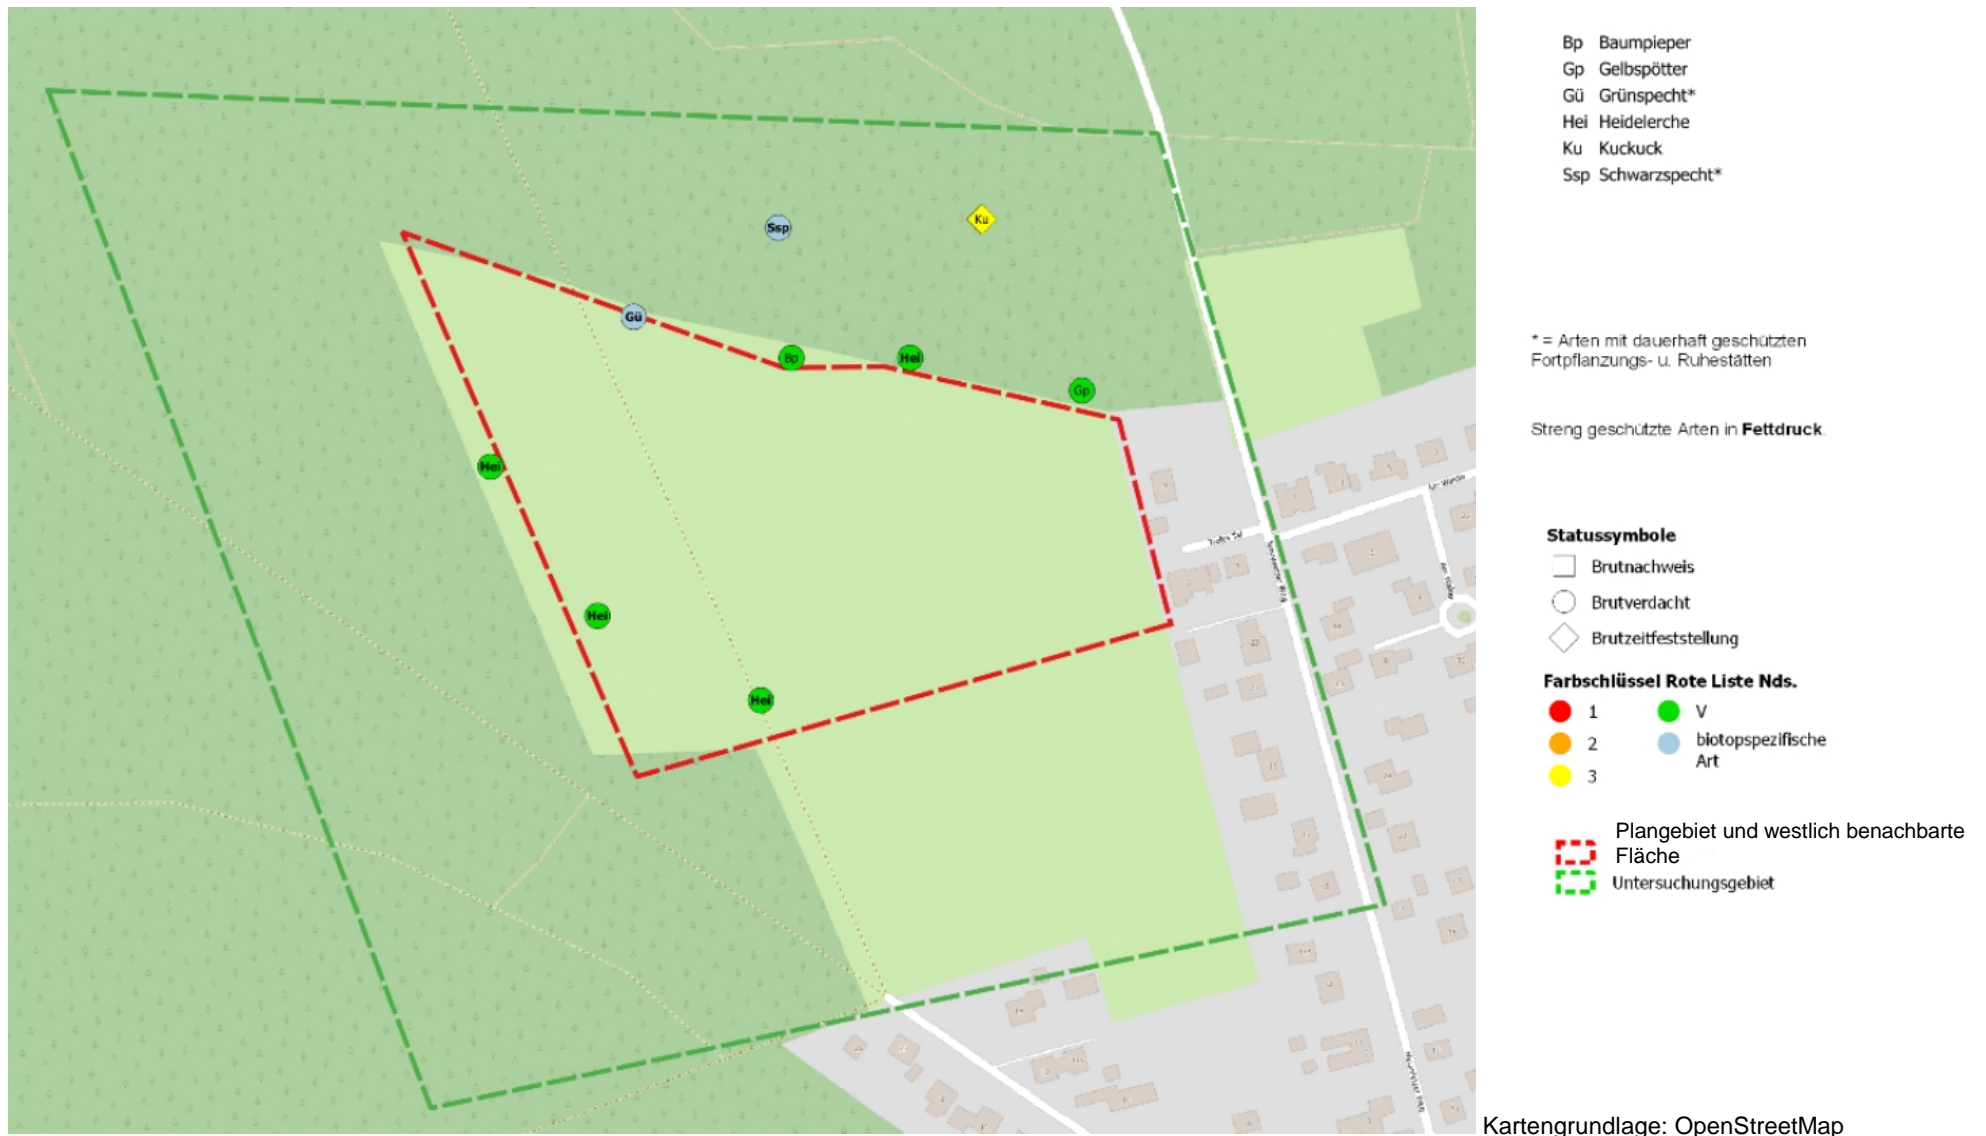 Bp Baumpieper
Gp Gelbspötter
Gü Grünspecht*
Hei Heidelerche
Ku Kuckuck
Ssp Schwarzspecht*
Ssp
Ku
Gü
Bp
Hei
Gp
Hei
Hei
Hei
* = Arten mit dauerhaft geschützten
Fortpflanzungs- u. Ruhestätten
Streng geschützte Arten in Fettdruck.
Statussymbole
Brutnachweis
Brutverdacht
Brutzeitfeststellung
Farbschlüssel Rote Liste Nds.
1 V
2 biotopspezifische
Art
3
Plangebiet und westlich benachbarte
Fläche
Untersuchungsgebiet
Kartengrundlage: OpenStreetMap